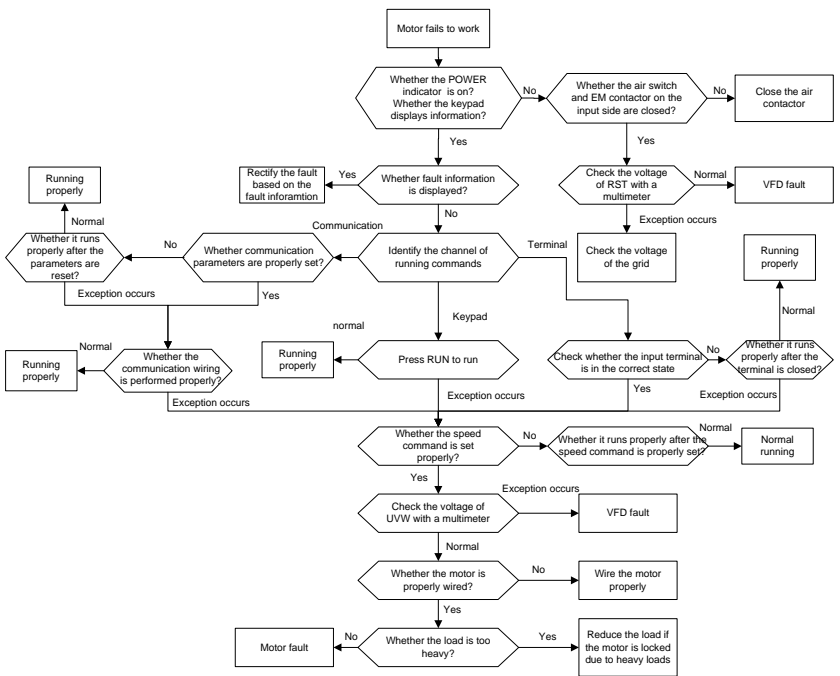 Motor fails to work
Whether the POWER
indicator is on?
Whether the keypad
displays information?
No
Whether the air switch
and EM contactor on the
input side are closed?
No
Close the air
contactor
Yes
Yes
Running
properly
Rectify the fault
based on the
fault inforamtion
Yes
Whether fault information
is displayed?
Check the voltage
of RST with a
multimeter
Normal
VFD fault
Normal
No
Exception occurs
Communication
Whether it runs
properly after the
parameters are
reset?
No
Whether communication
parameters are properly set?
Identify the channel of
running commands
Terminal
Check the voltage
of the grid
Running
properly
Exception occurs
Yes
Keypad
Normal
normal
Running
properly
Normal
Whether the
communication wiring
is performed properly?
Running
properly
Press RUN to run
Check whether the input terminal
is in the correct state
No
Whether it runs
properly after the
terminal is closed?
Exception occurs
Exception occurs
Yes
Exception occurs
Whether the speed
command is set
properly?
No
Whether it runs properly after the
speed command is properly set?
Normal
Normal
running
Yes
Exception occurs
Check the voltage of
UVW with a multimeter
VFD fault
Normal
Whether the motor is
properly wired?
No
Wire the motor
properly
Yes
Motor fault
No
Whether the load is too
heavy?
Yes
Reduce the load if
the motor is locked
due to heavy loads